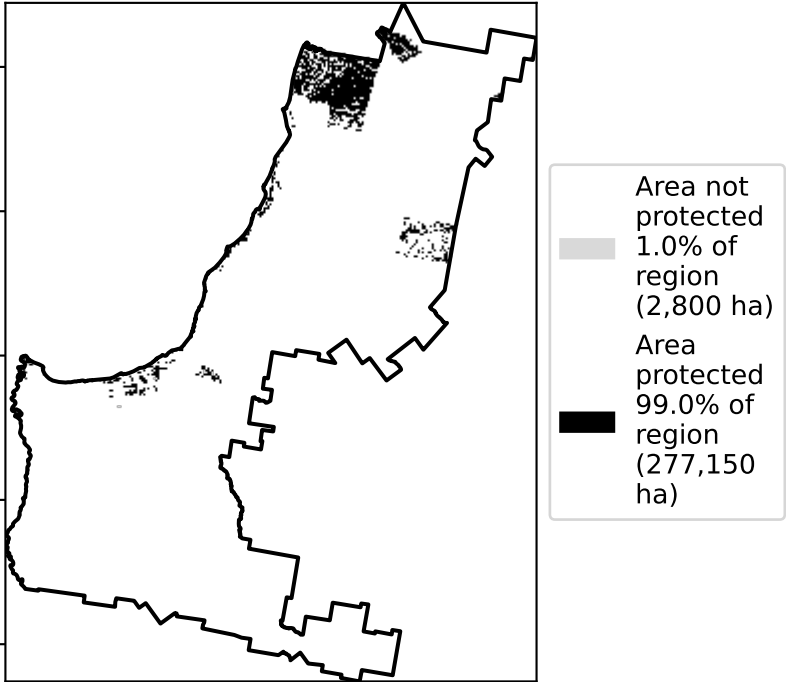 Area not
protected
1.0% of
region
(2,800 ha)
Area
protected
99.0% of
region
(277,150
ha)